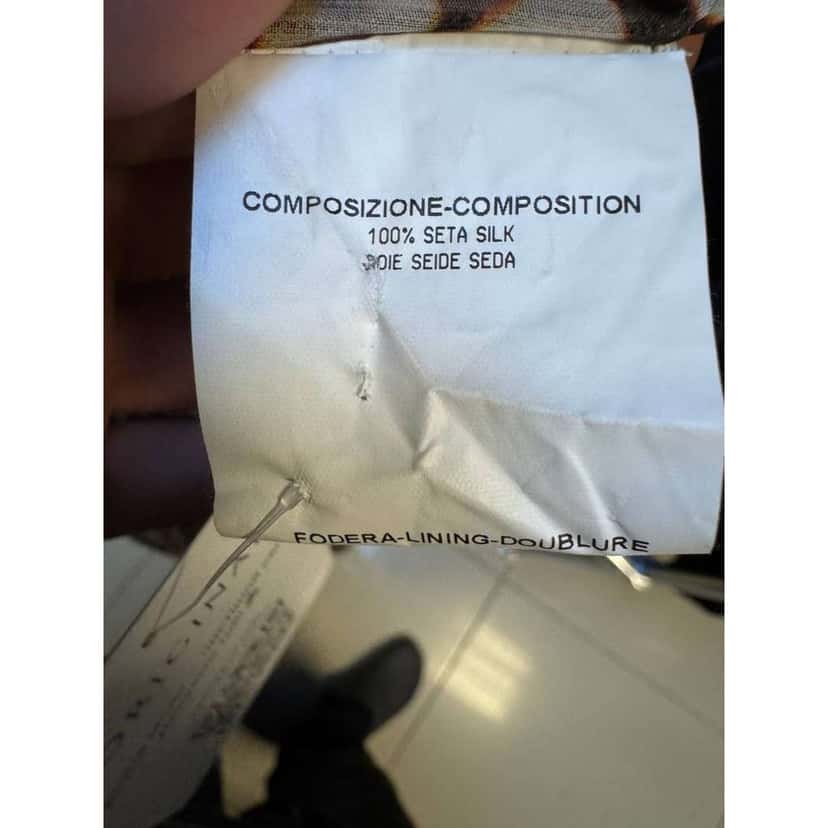 COMPOSIZIONE-COMPOSITION
100% SETA SILK
SOIE SEIDE SEDA
FODERA-LINING-DOUBLURE